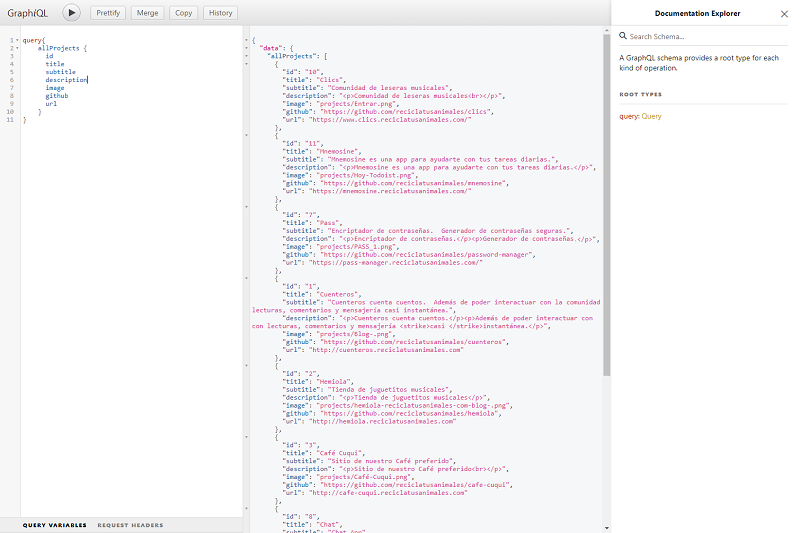 GraphiQL
Prettify
Merge
Copy
History
Documentation Explorer
1 query{
2 allProjects {
3 id
4 title
5 subtitle
6 description
7 image
8 github
9 url
10 }
11 }
QUERY VARIABLES
REQUEST HEADERS
{
"data": {
"allProjects": [
{
"id": "10",
"title": "Clics",
"subtitle": "Comunidad de leseras musicales",
"description": "<p>Comunidad de leseras musicales<br></p>",
"image": "projects/Entrar.png",
"github": "https://github.com/reciclatusanimales/clics",
"url": "https://www.clics.reciclatusanimales.com/"
},
{
"id": "11",
"title": "Mnemosine",
"subtitle": "Mnemosine es una app para ayudarte con tus tareas diarias.",
"description": "<p>Mnemosine es una app para ayudarte con tus tareas diarias.</p>",
"image": "projects/Hoy-Todoist.png",
"github": "https://github.com/reciclatusanimales/mnemosine",
"url": "https://mnemosine.reciclatusanimales.com/"
},
{
"id": "7",
"title": "Pass",
"subtitle": "Encriptador de contraseñas.  Generador de contraseñas seguras.",
"description": "<p>Encriptador de contraseñas.</p><p>Generador de contraseñas.</p>",
"image": "projects/PASS_1.png",
"github": "https://github.com/reciclatusanimales/password-manager",
"url": "https://pass-manager.reciclatusanimales.com/"
},
{
"id": "1",
"title": "Cuenteros",
"subtitle": "Cuenteros cuenta cuentos.  Además de poder interactuar con la comunidad
lecturas, comentarios y mensajería casi instantánea.",
"description": "<p>Cuenteros cuenta cuentos.</p><p>Además de poder interactuar con
con lecturas, comentarios y mensajería <strike>casi </strike>instantánea.</p>",
"image": "projects/Blog-.png",
"github": "https://github.com/reciclatusanimales/cuenteros",
"url": "http://cuenteros.reciclatusanimales.com"
},
{
"id": "2",
"title": "Hemiola",
"subtitle": "Tienda de juguetitos musicales",
"description": "<p>Tienda de juguetitos musicales</p>",
"image": "projects/hemiola-reciclatusanimales-com-blog-.png",
"github": "https://github.com/reciclatusanimales/hemiola",
"url": "http://hemiola.reciclatusanimales.com"
},
{
"id": "3",
"title": "Café Cuqui",
"subtitle": "Sitio de nuestro Café preferido",
"description": "<p>Sitio de nuestro Café preferido<br></p>",
"image": "projects/Café-Cuqui.png",
"github": "https://github.com/reciclatusanimales/cafe-cuqui",
"url": "http://cafe-cuqui.reciclatusanimales.com"
},
{
"id": "8",
"title": "Chat",
"subtitle": "Chat App"
Search Schema...
A GraphQL schema provides a root type for each
kind of operation.
ROOT TYPES
query: Query